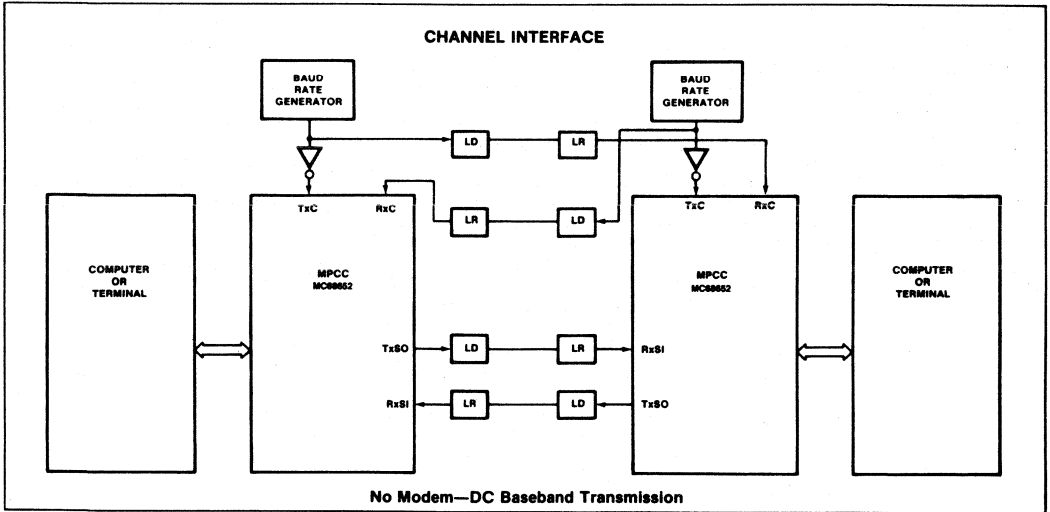 CHANNEL INTERFACE
BAUD
RATE
GENERATOR
BAUD
RATE
GENERATOR
LD
LR
TxC
RxC
LR
LD
TxC
RxC
COMPUTER
OR
TERMINAL
MPCC
MC68652
MPCC
MC68652
COMPUTER
OR
TERMINAL
TxSO
LD
LR
RxSI
RxSI
LR
LD
TxSO
No Modem—DC Baseband Transmission